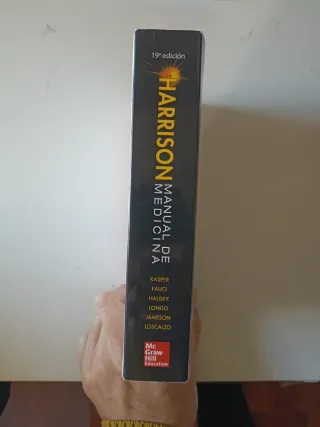 19ª edición
HARRISON
MANUAL DE
MEDICINA
KASPER
FAUCI
HAUSER
LONGO
JAMESON
LOSCALZO
Mc
Graw
Hill
Education